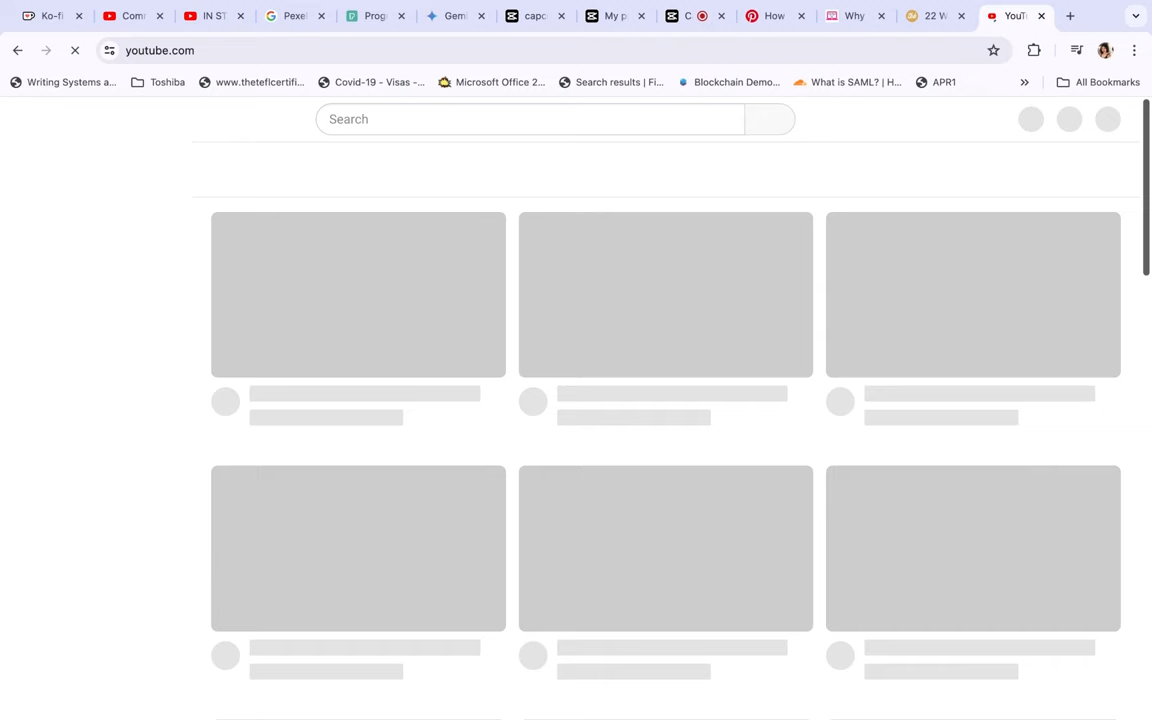 Ko-fi Com IN ST Pexel Prog Gemi capc My p C How Why 22 W YouT
youtube.com
Writing Systems a... Toshiba www.theteflcertifi... Covid-19 - Visas -... Microsoft Office 2... Search results | Fi... Blockchain Demo... What is SAML? | H... APR1 » All Bookmarks
Search